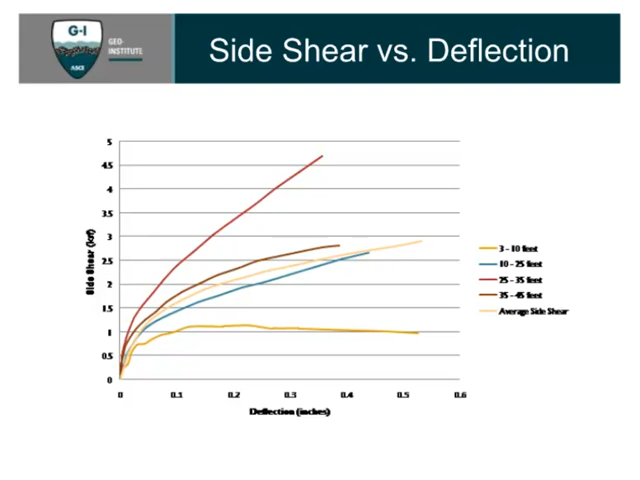 G-I
GEO-
INSTITUTE
ASCE
Side Shear vs. Deflection
5
4.5
4
3.5
3
2.5
2
1.5
1
0.5
0
Side Shear (ksf)
0
0.1
0.2
0.3
0.4
0.5
0.6
Deflection (inches)
3 - 10 feet
10 - 25 feet
25 - 35 feet
35 - 45 feet
Average Side Shear